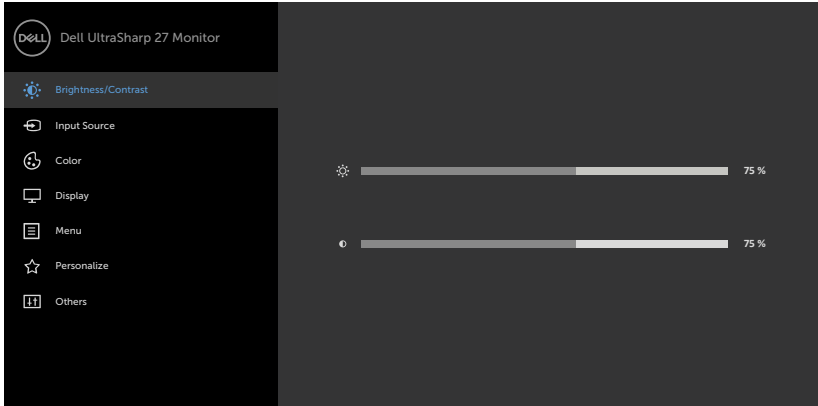 DELL Dell UltraSharp 27 Monitor
Brightness/Contrast
Input Source
Color
75 %
Display
Menu
75 %
Personalize
Others